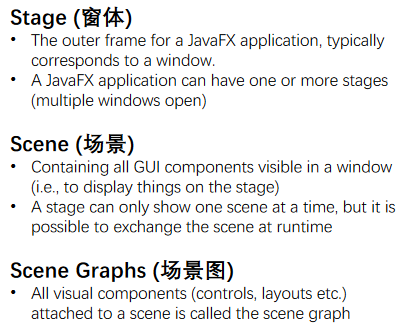 Stage (窗体)
• The outer frame for a JavaFX application, typically
corresponds to a window.
• A JavaFX application can have one or more stages
(multiple windows open)
Scene (场景)
• Containing all GUI components visible in a window
(i.e., to display things on the stage)
• A stage can only show one scene at a time, but it is
possible to exchange the scene at runtime
Scene Graphs (场景图)
• All visual components (controls, layouts etc.)
attached to a scene is called the scene graph